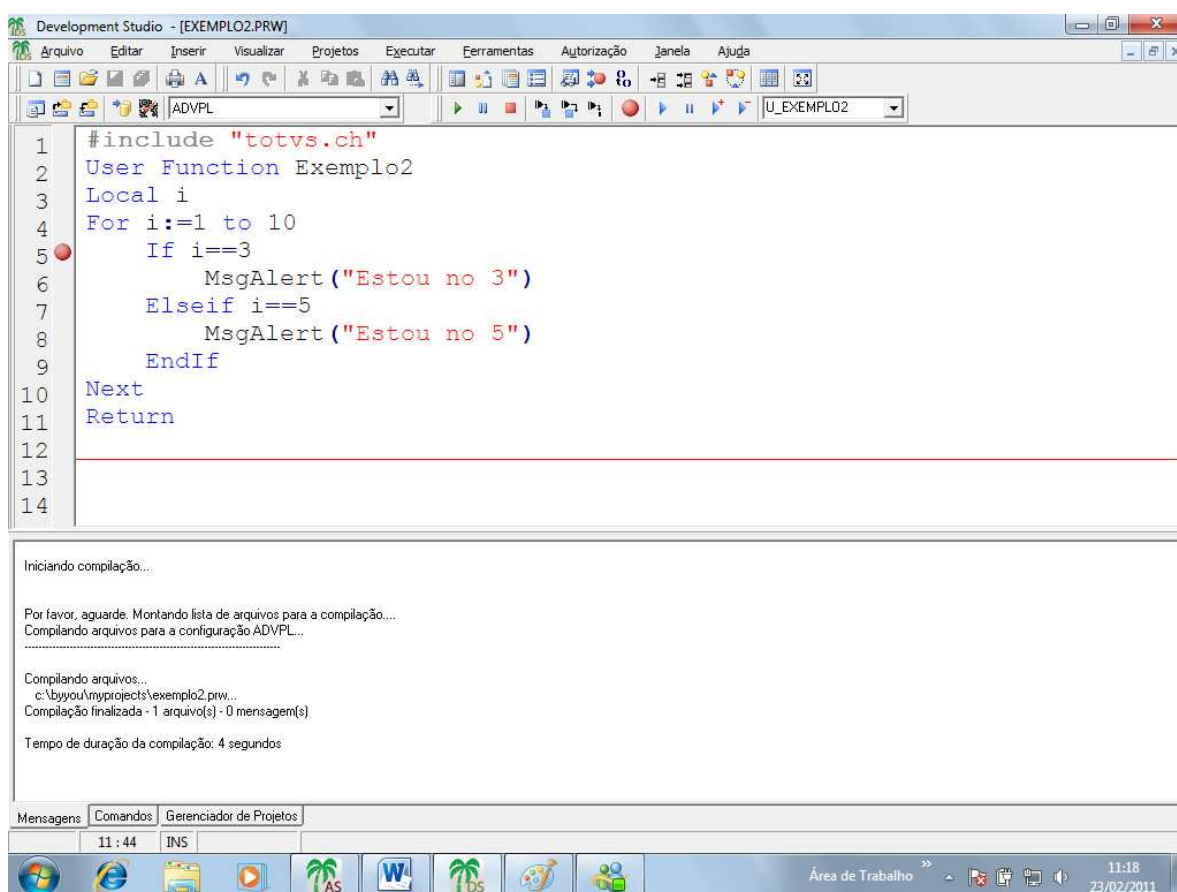 Development Studio - [EXEMPLO2.PRW]
Arquivo Editar Inserir Visualizar Projetos Executar Ferramentas Autorização Janela Ajuda
ADVPL U_EXEMPLO2
1 #include "totvs.ch"
2 User Function Exemplo2
3 Local i
4 For i:=1 to 10
5 If i==3
6 MsgAlert("Estou no 3")
7 Elseif i==5
8 MsgAlert("Estou no 5")
9 EndIf
10 Next
11 Return
12
13
14
Iniciando compilação...
Por favor, aguarde. Montando lista de arquivos para a compilação....
Compilando arquivos para a configuração ADVPL...
Compilando arquivos...
c:\byyou\myprojects\exemplo2.prw...
Compilação finalizada - 1 arquivo(s) - 0 mensagem(s)
Tempo de duração da compilação: 4 segundos
Mensagens Comandos Gerenciador de Projetos
11 : 44 INS
AS W DS Área de Trabalho 11:18
23/02/2011